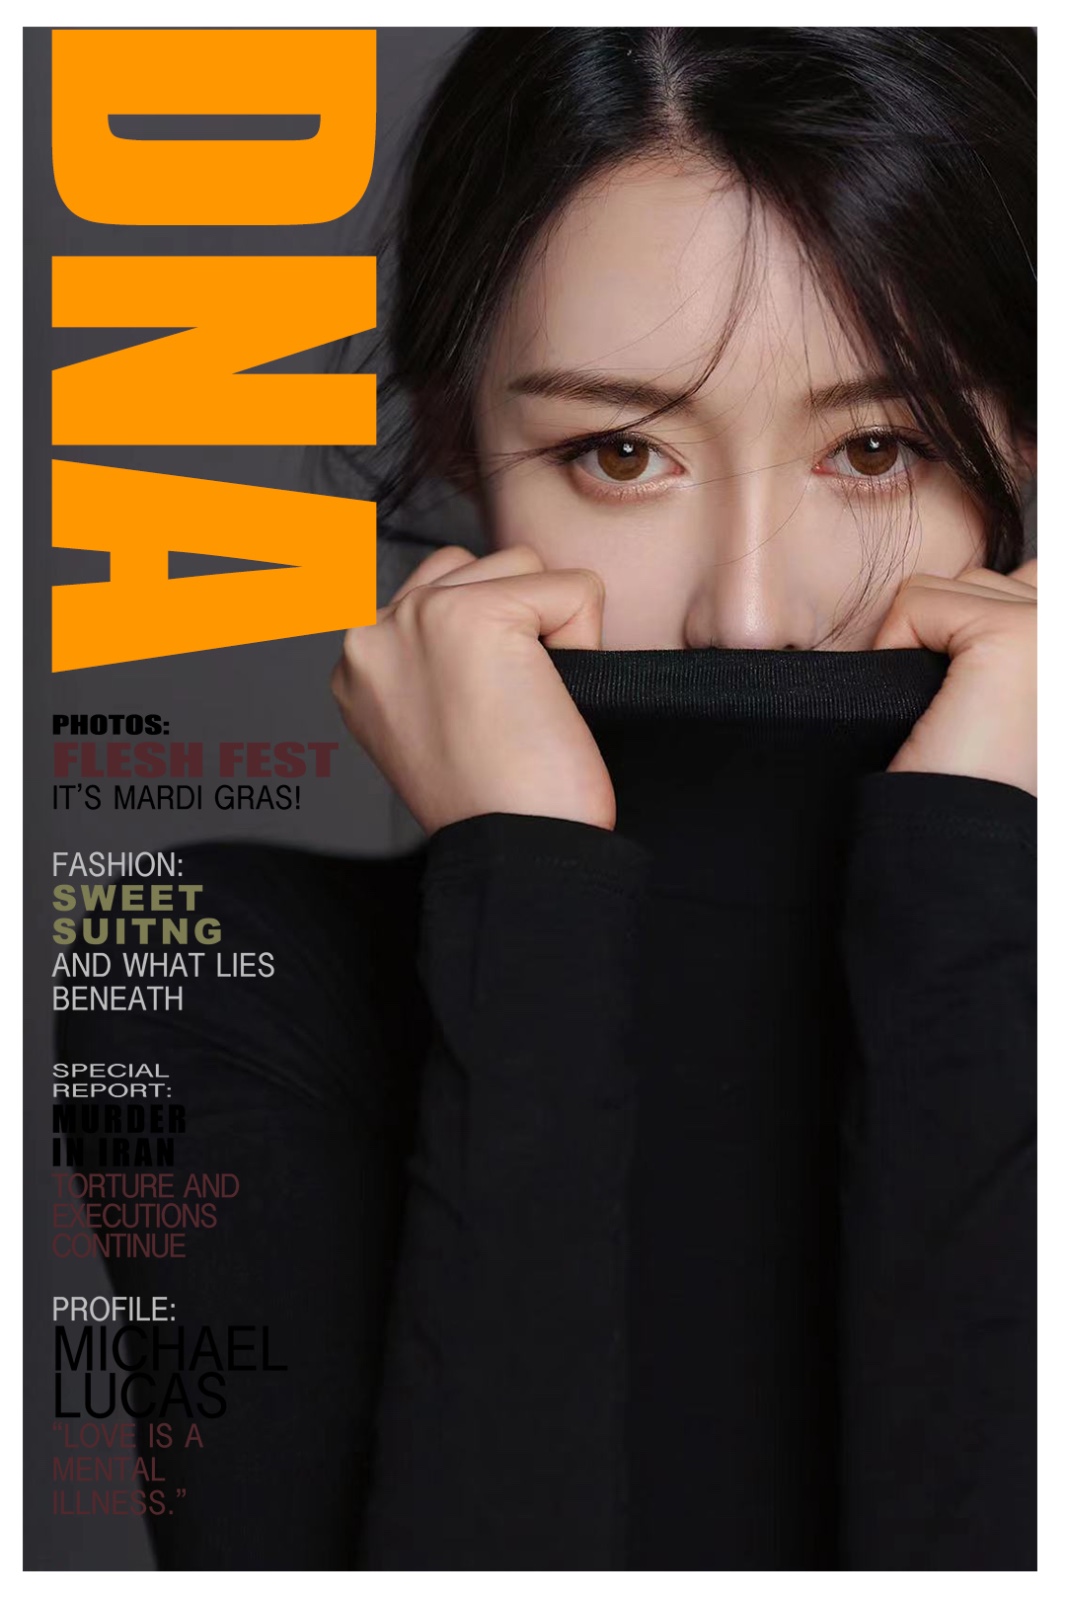 DNA
PHOTOS:
FLESH FEST
IT'S MARDI GRAS!
FASHION:
SWEET
SUITNG
AND WHAT LIES
BENEATH
SPECIAL
REPORT:
MURDER
IN IRAN
TORTURE AND
EXECUTIONS
CONTINUE
PROFILE:
MICHAEL
LUCAS
“LOVE IS A
MENTAL
ILLNESS.”